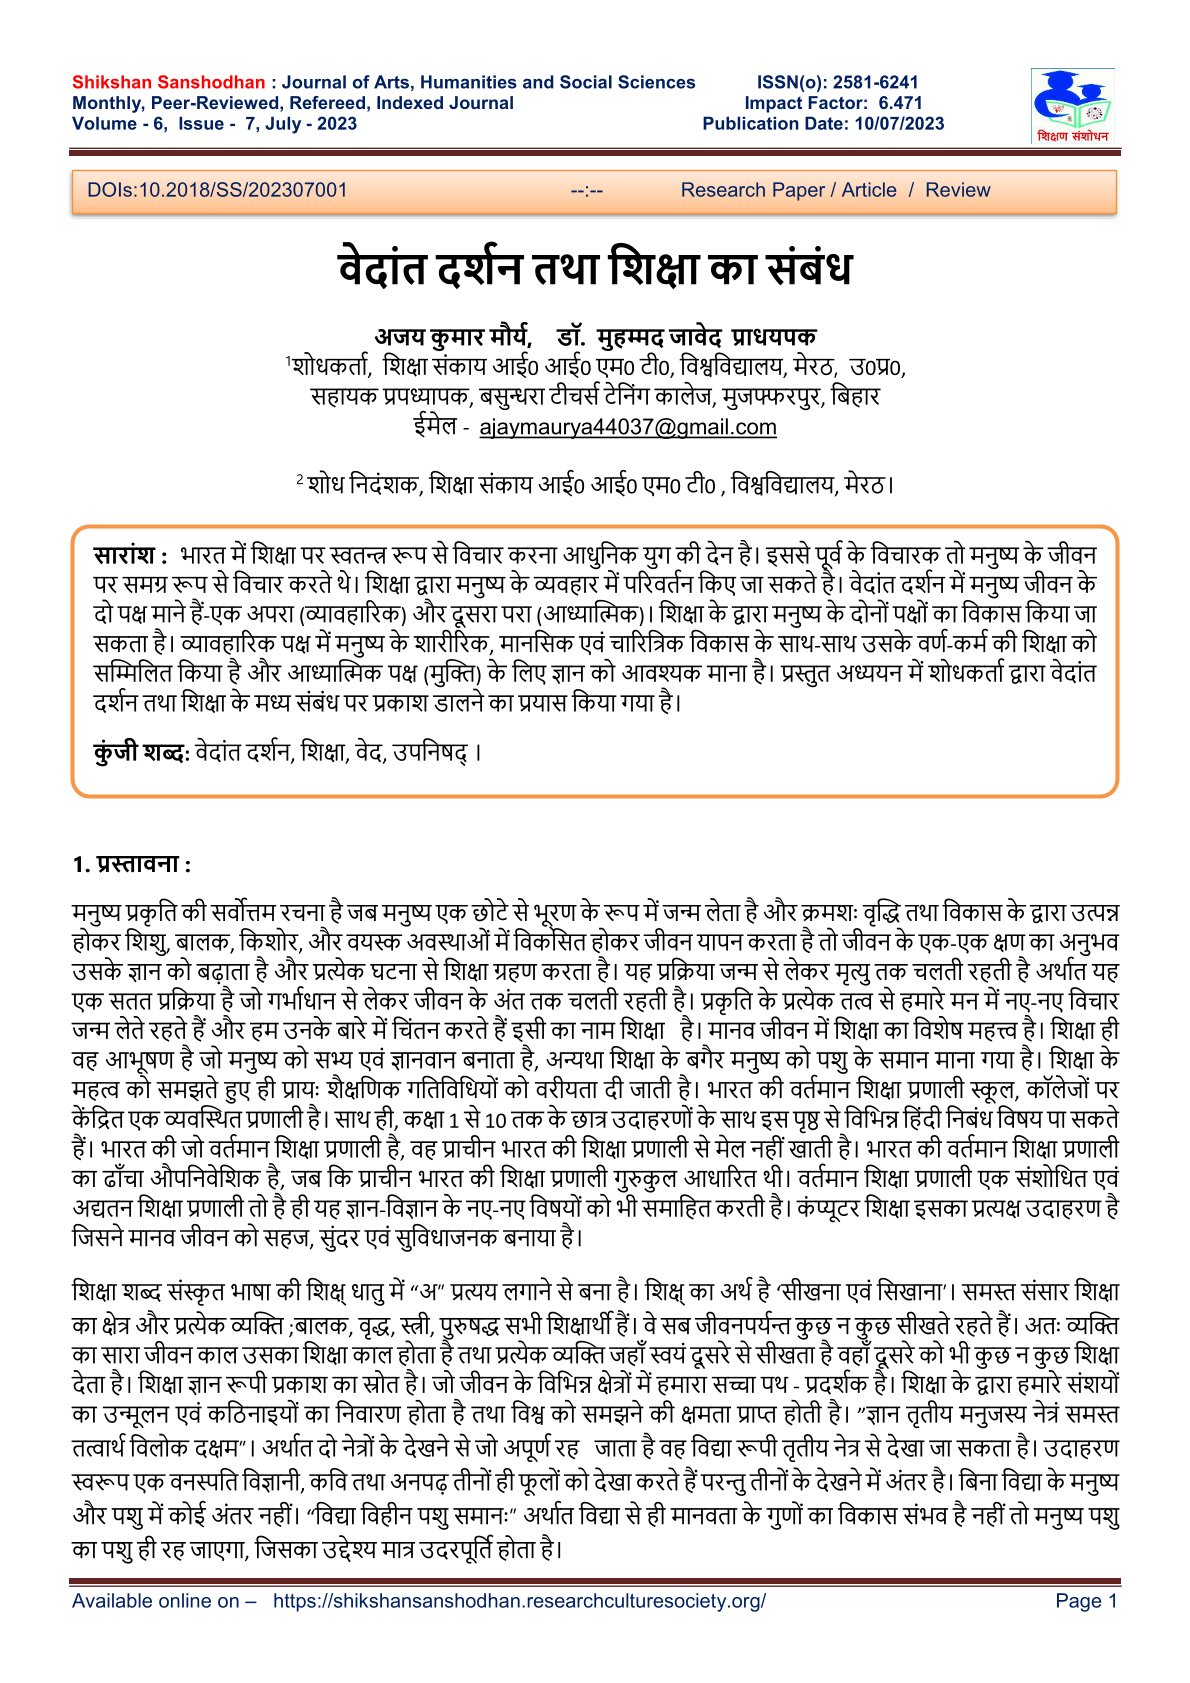 Shikshan Sanshodhan : Journal of Arts, Humanities and Social Sciences ISSN(o): 2581-6241
Monthly, Peer-Reviewed, Refereed, Indexed Journal Impact Factor: 6.471
Volume - 6, Issue - 7, July - 2023 Publication Date: 10/07/2023
शिक्षण संशोधन
DOIs:10.2018/SS/202307001 --:-- Research Paper / Article / Review
वेदांत दर्शन तथा शिक्षा का संबंध
अजय कुमार मौर्य, डॉ. मुहम्मद जावेद प्राधयपक
1शोधकर्ता, शिक्षा संकाय आई0 आई0 एम0 टी0, विश्वविद्यालय, मेरठ, उ0प्र0,
सहायक प्रपध्यापक, बसुन्धरा टीचर्स टेनिंग कालेज, मुजफ्फरपुर, बिहार
ईमेल - ajaymaurya44037@gmail.com
2 शोध निदंशक, शिक्षा संकाय आई0 आई0 एम0 टी0 , विश्वविद्यालय, मेरठ।
सारांश : भारत में शिक्षा पर स्वतन्त्र रूप से विचार करना आधुनिक युग की देन है। इससे पूर्व के विचारक तो मनुष्य के जीवन
पर समग्र रूप से विचार करते थे। शिक्षा द्वारा मनुष्य के व्यवहार में परिवर्तन किए जा सकते है। वेदांत दर्शन में मनुष्य जीवन के
दो पक्ष माने हैं-एक अपरा (व्यावहारिक) और दूसरा परा (आध्यात्मिक)। शिक्षा के द्वारा मनुष्य के दोनों पक्षों का विकास किया जा
सकता है। व्यावहारिक पक्ष में मनुष्य के शारीरिक, मानसिक एवं चारित्रिक विकास के साथ-साथ उसके वर्ण-कर्म की शिक्षा को
सम्मिलित किया है और आध्यात्मिक पक्ष (मुक्ति) के लिए ज्ञान को आवश्यक माना है। प्रस्तुत अध्ययन में शोधकर्ता द्वारा वेदांत
दर्शन तथा शिक्षा के मध्य संबंध पर प्रकाश डालने का प्रयास किया गया है।
कुंजी शब्द: वेदांत दर्शन, शिक्षा, वेद, उपनिषद् ।
1. प्रस्तावना :
मनुष्य प्रकृति की सर्वोत्तम रचना है जब मनुष्य एक छोटे से भूरण के रूप में जन्म लेता है और क्रमशः वृद्धि तथा विकास के द्वारा उत्पन्न
होकर शिशु, बालक, किशोर, और वयस्क अवस्थाओं में विकसित होकर जीवन यापन करता है तो जीवन के एक-एक क्षण का अनुभव
उसके ज्ञान को बढ़ाता है और प्रत्येक घटना से शिक्षा ग्रहण करता है। यह प्रक्रिया जन्म से लेकर मृत्यु तक चलती रहती है अर्थात यह
एक सतत प्रक्रिया है जो गर्भाधान से लेकर जीवन के अंत तक चलती रहती है। प्रकृति के प्रत्येक तत्व से हमारे मन में नए-नए विचार
जन्म लेते रहते हैं और हम उनके बारे में चिंतन करते हैं इसी का नाम शिक्षा है। मानव जीवन में शिक्षा का विशेष महत्त्व है। शिक्षा ही
वह आभूषण है जो मनुष्य को सभ्य एवं ज्ञानवान बनाता है, अन्यथा शिक्षा के बगैर मनुष्य को पशु के समान माना गया है। शिक्षा के
महत्व को समझते हुए ही प्रायः शैक्षणिक गतिविधियों को वरीयता दी जाती है। भारत की वर्तमान शिक्षा प्रणाली स्कूल, कॉलेजों पर
केंद्रित एक व्यवस्थित प्रणाली है। साथ ही, कक्षा 1 से 10 तक के छात्र उदाहरणों के साथ इस पृष्ठ से विभिन्न हिंदी निबंध विषय पा सकते
हैं। भारत की जो वर्तमान शिक्षा प्रणाली है, वह प्राचीन भारत की शिक्षा प्रणाली से मेल नहीं खाती है। भारत की वर्तमान शिक्षा प्रणाली
का ढाँचा औपनिवेशिक है, जब कि प्राचीन भारत की शिक्षा प्रणाली गुरुकुल आधारित थी। वर्तमान शिक्षा प्रणाली एक संशोधित एवं
अद्यतन शिक्षा प्रणाली तो है ही यह ज्ञान-विज्ञान के नए-नए विषयों को भी समाहित करती है। कंप्यूटर शिक्षा इसका प्रत्यक्ष उदाहरण है
जिसने मानव जीवन को सहज, सुंदर एवं सुविधाजनक बनाया है।
शिक्षा शब्द संस्कृत भाषा की शिक्ष् धातु में “अ” प्रत्यय लगाने से बना है। शिक्ष् का अर्थ है ‘सीखना एवं सिखाना’। समस्त संसार शिक्षा
का क्षेत्र और प्रत्येक व्यक्ति ;बालक, वृद्ध, स्त्री, पुरुषद्ध सभी शिक्षार्थी हैं। वे सब जीवनपर्यन्त कुछ न कुछ सीखते रहते हैं। अतः व्यक्ति
का सारा जीवन काल उसका शिक्षा काल होता है तथा प्रत्येक व्यक्ति जहाँ स्वयं दूसरे से सीखता है वहाँ दूसरे को भी कुछ न कुछ शिक्षा
देता है। शिक्षा ज्ञान रूपी प्रकाश का स्रोत है। जो जीवन के विभिन्न क्षेत्रों में हमारा सच्चा पथ - प्रदर्शक है। शिक्षा के द्वारा हमारे संशयों
का उन्मूलन एवं कठिनाइयों का निवारण होता है तथा विश्व को समझने की क्षमता प्राप्त होती है। ”ज्ञान तृतीय मनुजस्य नेत्रं समस्त
तत्वार्थ विलोक दक्षम”। अर्थात दो नेत्रों के देखने से जो अपूर्ण रह जाता है वह विद्या रूपी तृतीय नेत्र से देखा जा सकता है। उदाहरण
स्वरूप एक वनस्पति विज्ञानी, कवि तथा अनपढ़ तीनों ही फूलों को देखा करते हैं परन्तु तीनों के देखने में अंतर है। बिना विद्या के मनुष्य
और पशु में कोई अंतर नहीं। “विद्या विहीन पशु समानः” अर्थात विद्या से ही मानवता के गुणों का विकास संभव है नहीं तो मनुष्य पशु
का पशु ही रह जाएगा, जिसका उद्देश्य मात्र उदरपूर्ति होता है।
Available online on – https://shikshansanshodhan.researchculturesociety.org/ Page 1